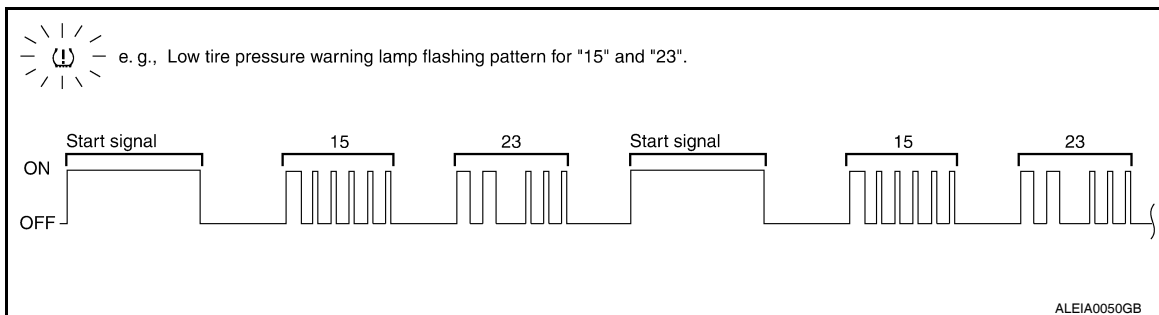 e. g., Low tire pressure warning lamp flashing pattern for "15" and "23".
Start signal 15 23 Start signal 15 23
ON
OFF
ALEIA0050GB